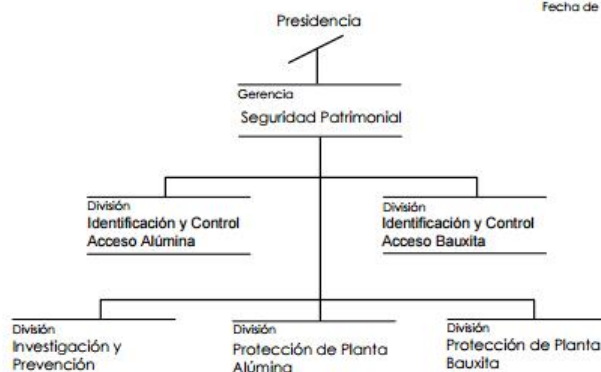 Fecha de
Presidencia
Gerencia
Seguridad Patrimonial
División
Identificación y Control
Acceso Alúmina
División
Identificación y Control
Acceso Bauxita
División
Investigación y
Prevención
División
Protección de Planta
Alúmina
División
Protección de Planta
Bauxita